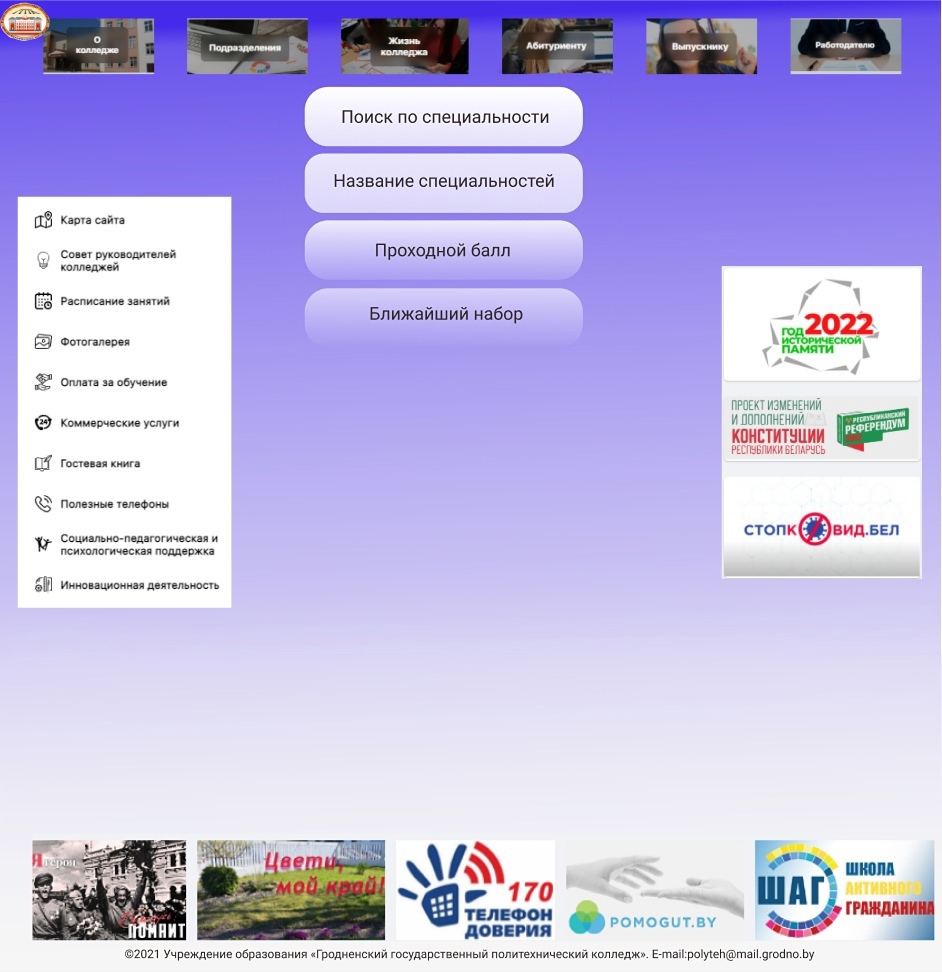 О
колледже
Подразделения
Жизнь
колледжа
Абитуриенту
Выпускнику
Работодателю
Поиск по специальности
Название специальностей
Проходной балл
Ближайший набор
Карта сайта
Совет руководителей
колледжей
Расписание занятий
Фотогалерея
Оплата за обучение
24
Коммерческие услуги
Гостевая книга
Полезные телефоны
Социально-педагогическая и
психологическая поддержка
Инновационная деятельность
2022
ГОД
ИСТОРИЧЕСКОЙ
ПАМЯТИ
ПРОЕКТ ИЗМЕНЕНИЙ
И ДОПОЛНЕНИЙ
КОНСТИТУЦИИ
РЕСПУБЛИКИ БЕЛАРУСЬ
РЕСПУБЛИКАНСКИЙ
РЕФЕРЕНДУМ
СТОПК ВИД.БЕЛ
Я герой
ПОМНИТ
Цвети,
мой край!
170
ТЕЛЕФОН
ДОВЕРИЯ
POMOGUT.BY
ШАГ
ШКОЛА
АКТИВНОГО
ГРАЖДАНИНА
©2021 Учреждение образования «Гродненский государственный политехнический колледж». E-mail:polyteh@mail.grodno.by